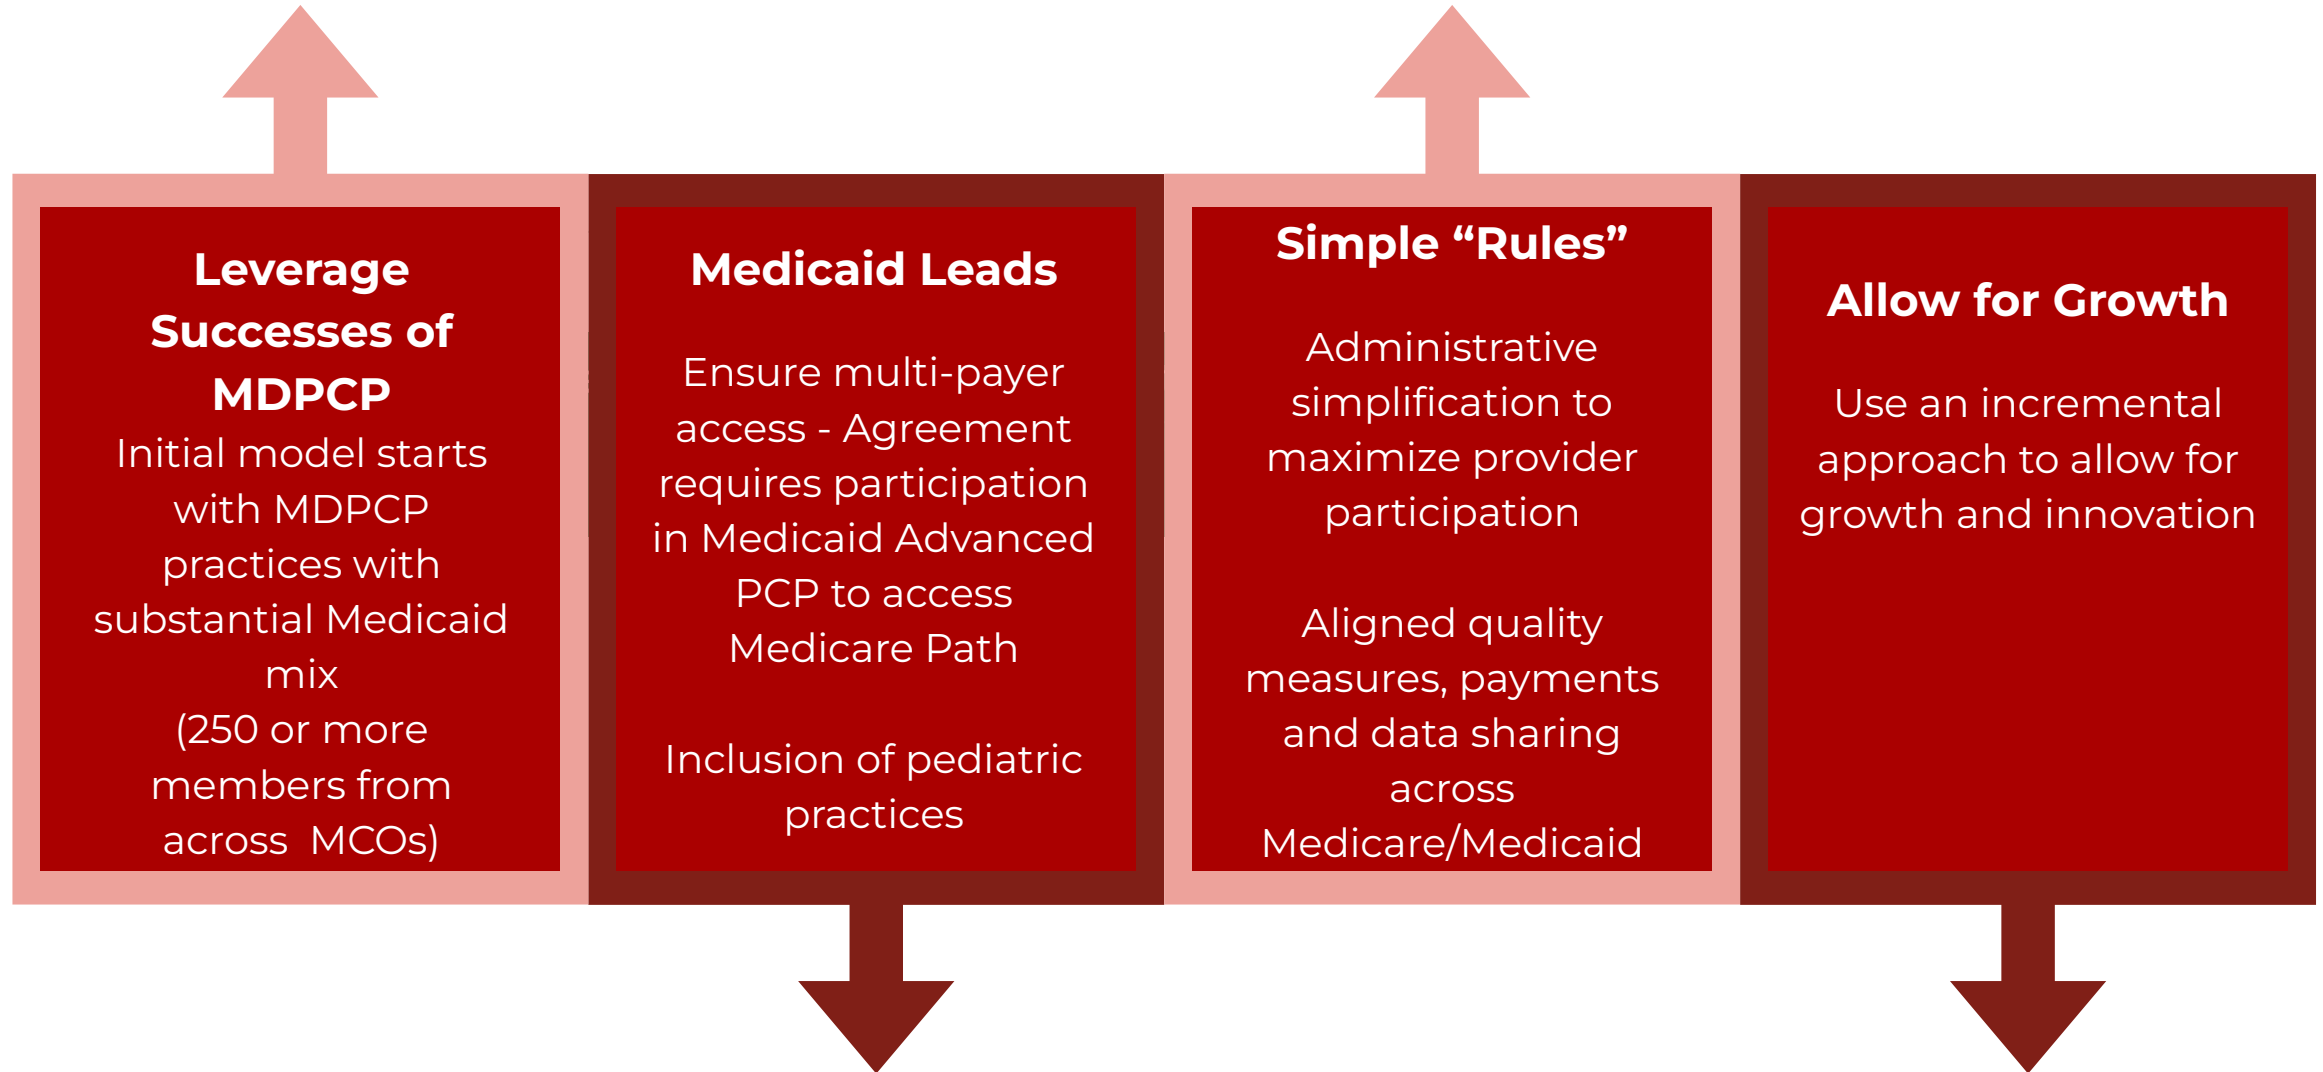 Leverage
Successes of
MDPCP
Initial model starts
with MDPCP
practices with
substantial Medicaid
mix
(250 or more
members from
across  MCOs)
Medicaid Leads
Ensure multi-payer
access - Agreement
requires participation
in Medicaid Advanced
PCP to access
Medicare Path
Inclusion of pediatric
practices
Simple “Rules”
Administrative
simplification to
maximize provider
participation
Aligned quality
measures, payments
and data sharing
across
Medicare/Medicaid
Allow for Growth
Use an incremental
approach to allow for
growth and innovation